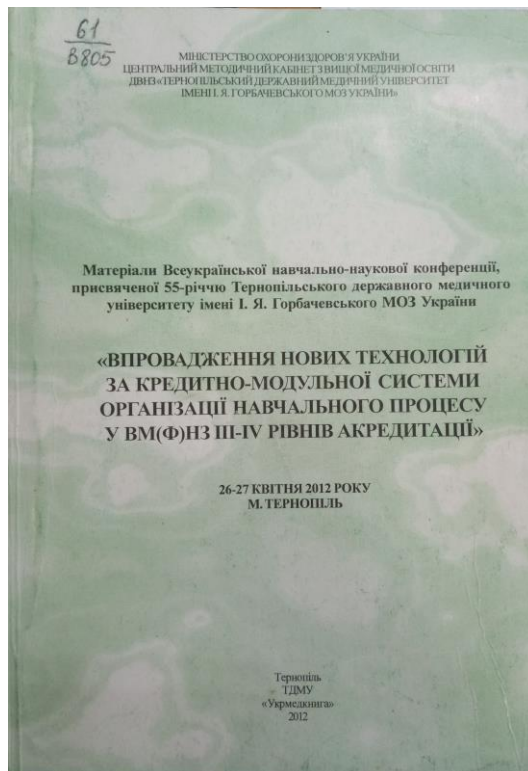 61
В805
МІНІСТЕРСТВО ОХОРОНИ ЗДОРОВ'Я УКРАЇНИ
ЦЕНТРАЛЬНИЙ МЕТОДИЧНИЙ КАБІНЕТ З ВИЩОЇ МЕДИЧНОЇ ОСВІТИ
ДВНЗ «ТЕРНОПІЛЬСЬКИЙ ДЕРЖАВНИЙ МЕДИЧНИЙ УНІВЕРСИТЕТ
ІМЕНІ І. Я. ГОРБАЧЕВСЬКОГО МОЗ УКРАЇНИ»
Матеріали Всеукраїнської навчально-наукової конференції,
присвяченої 55-річчю Тернопільського державного медичного
університету імені І. Я. Горбачевського МОЗ України
«ВПРОВАДЖЕННЯ НОВИХ ТЕХНОЛОГІЙ
ЗА КРЕДИТНО-МОДУЛЬНОЇ СИСТЕМИ
ОРГАНІЗАЦІЇ НАВЧАЛЬНОГО ПРОЦЕСУ
У ВМ(Ф)НЗ ІІІ-ІV РІВНІВ АКРЕДИТАЦІЇ»
26-27 КВІТНЯ 2012 РОКУ
М. ТЕРНОПІЛЬ
Тернопіль
ТДМУ
«Укрмедкнига»
2012